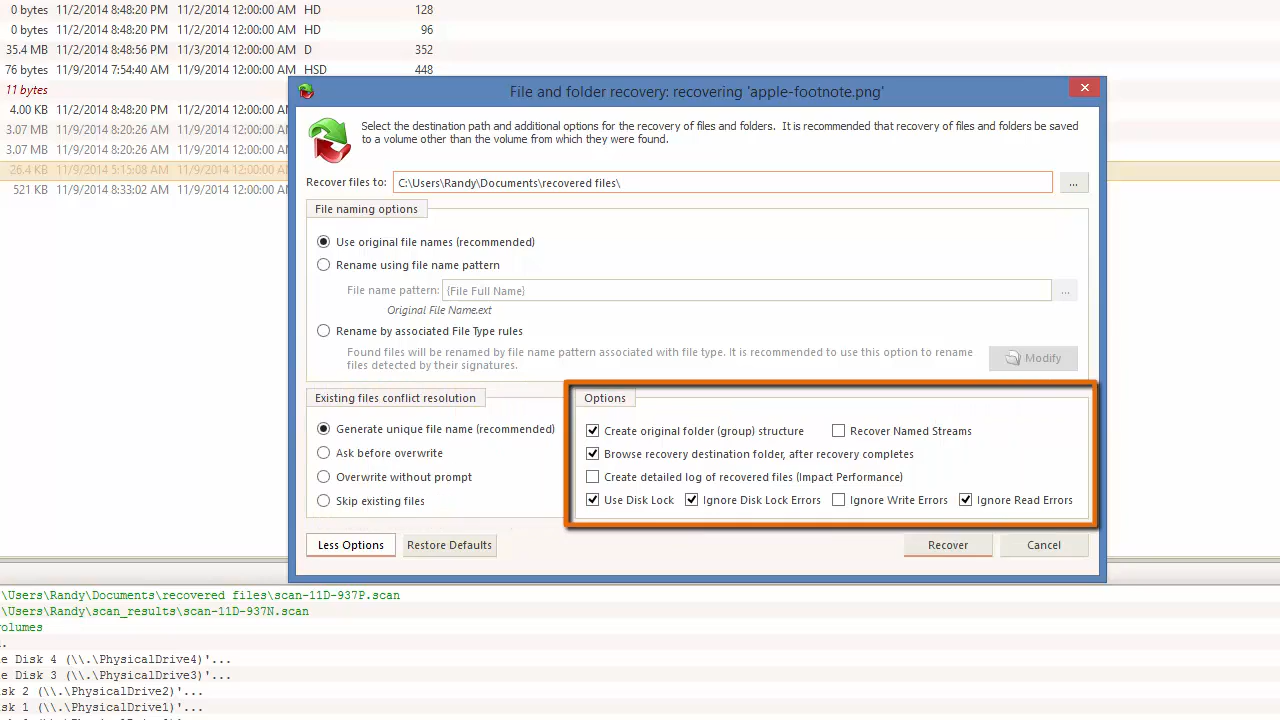 0 bytes 11/2/2014 8:48:20 PM 11/2/2014 12:00:00 AM HD 128
0 bytes 11/2/2014 8:48:20 PM 11/2/2014 12:00:00 AM HD 96
35.4 MB 11/2/2014 8:48:56 PM 11/3/2014 12:00:00 AM D 352
76 bytes 11/9/2014 7:54:40 AM 11/9/2014 12:00:00 AM HSD 448
11 bytes
4.00 KB 11/2/2014 8:48:20 PM 11/2/2014 12:00:00 AM
3.07 MB 11/9/2014 8:20:26 AM 11/9/2014 12:00:00 AM
3.07 MB 11/9/2014 8:20:26 AM 11/9/2014 12:00:00 AM
26.4 KB 11/9/2014 5:15:08 AM 11/9/2014 12:00:00 A
521 KB 11/9/2014 8:33:02 AM 11/9/2014 12:00:00 AM
File and folder recovery: recovering 'apple-footnote.png'
Select the destination path and additional options for the recovery of files and folders. It is recommended that recovery of files and folders be saved
to a volume other than the volume from which they were found.
Recover files to: C:\Users\Randy\Documents\recovered files\ ...
File naming options
Use original file names (recommended)
Rename using file name pattern
File name pattern: {File Full Name} ...
Original File Name.ext
Rename by associated File Type rules
Found files will be renamed by file name pattern associated with file type. It is recommended to use this option to rename
files detected by their signatures.
Modify
Existing files conflict resolution
Generate unique file name (recommended)
Ask before overwrite
Overwrite without prompt
Skip existing files
Options
Create original folder (group) structure Recover Named Streams
Browse recovery destination folder, after recovery completes
Create detailed log of recovered files (Impact Performance)
Use Disk Lock Ignore Disk Lock Errors Ignore Write Errors Ignore Read Errors
Less Options Restore Defaults Recover Cancel
\Users\Randy\Documents\recovered files\scan-11D-937P.scan
\Users\Randy\scan_results\scan-11D-937N.scan
volumes
.
e Disk 4 (\\.\PhysicalDrive4)'...
e Disk 3 (\\.\PhysicalDrive3)'...
sk 2 (\\.\PhysicalDrive2)'...
sk 1 (\\.\PhysicalDrive1)'...